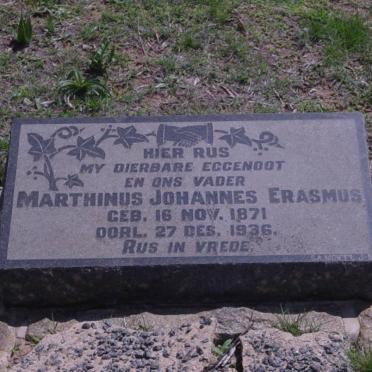 HIER RUS
MY DIERBARE EGGENOOT
EN ONS VADER
MARTHINUS JOHANNES ERASMUS
GEB. 16 NOV. 1871
OORL. 27 DES. 1936.
RUS IN VREDE.